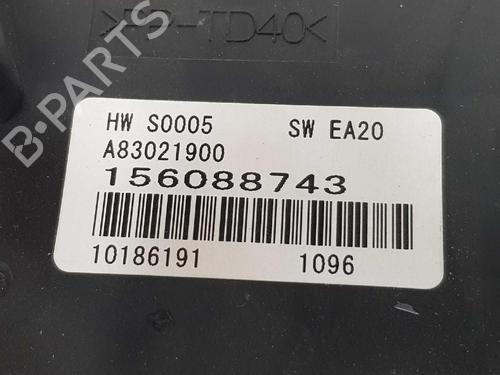 >PP-TD40<
HW S0005 SW EA20
A83021900
156088743
10186191 1096
B-PARTS